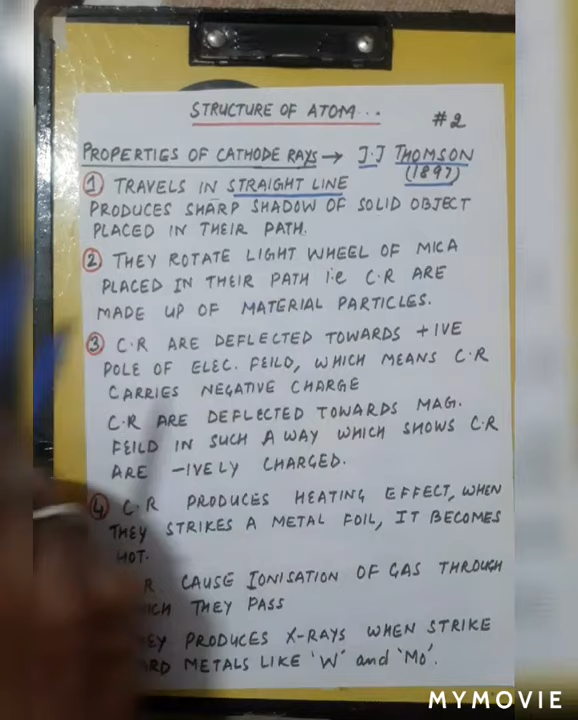 STRUCTURE OF ATOM...
#2
PROPERTIES OF CATHODE RAYS → J.J THOMSON
(1897)
① TRAVELS IN STRAIGHT LINE
PRODUCES SHARP SHADOW OF SOLID OBJECT
PLACED IN THEIR PATH.
② THEY ROTATE LIGHT WHEEL OF MICA
PLACED IN THEIR PATH i.e C.R ARE
MADE UP OF MATERIAL PARTICLES.
③ C.R ARE DEFLECTED TOWARDS +IVE
POLE OF ELEC. FEILD, WHICH MEANS C.R
CARRIES NEGATIVE CHARGE
C.R ARE DEFLECTED TOWARDS MAG.
FEILD IN SUCH A WAY WHICH SHOWS C.R
ARE -IVELY CHARGED.
④ C.R PRODUCES HEATING EFFECT, WHEN
THEY STRIKES A METAL FOIL, IT BECOMES
HOT.
CAUSE IONISATION OF GAS THROUGH
THEY PASS
PRODUCES X-RAYS WHEN STRIKE
METALS LIKE 'W' and 'Mo'.
MYMOVIE